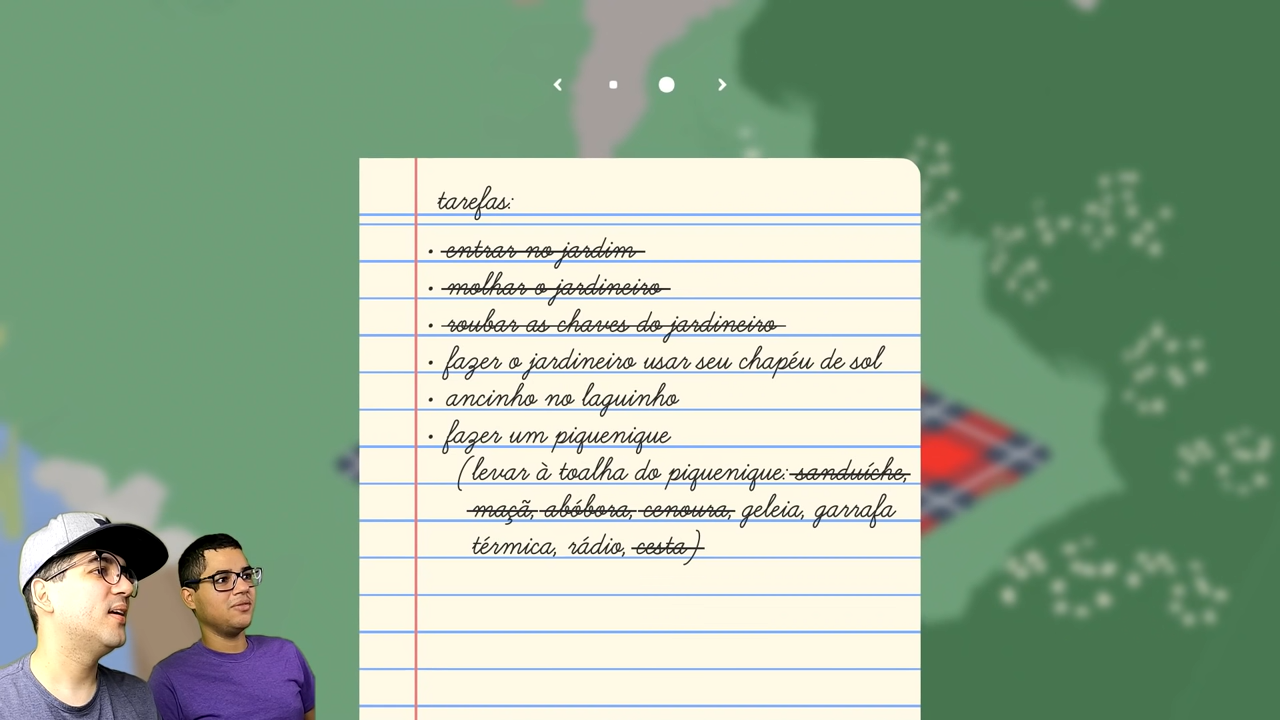 tarefas:
• entrar no jardim
• molhar o jardineiro
• roubar as chaves do jardineiro
• fazer o jardineiro usar seu chapéu de sol
• ancinho no laguinho
• fazer um piquenique
(levar à toalha do piquenique: sanduíche,
maçã, abóbora, cenoura, geleia, garrafa
térmica, rádio, cesta)